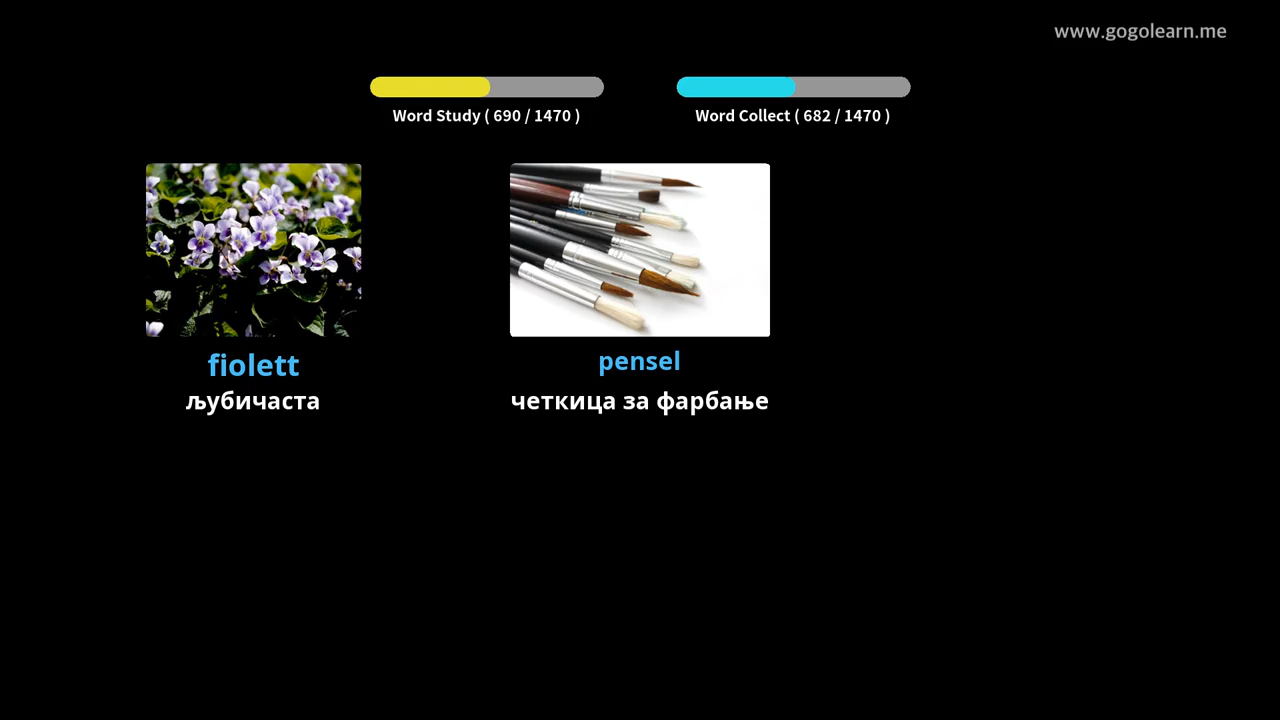 www.gogolearn.me
Word Study ( 690 / 1470 )
Word Collect ( 682 / 1470 )
fiolett
љубичаста
pensel
четкица за фарбање